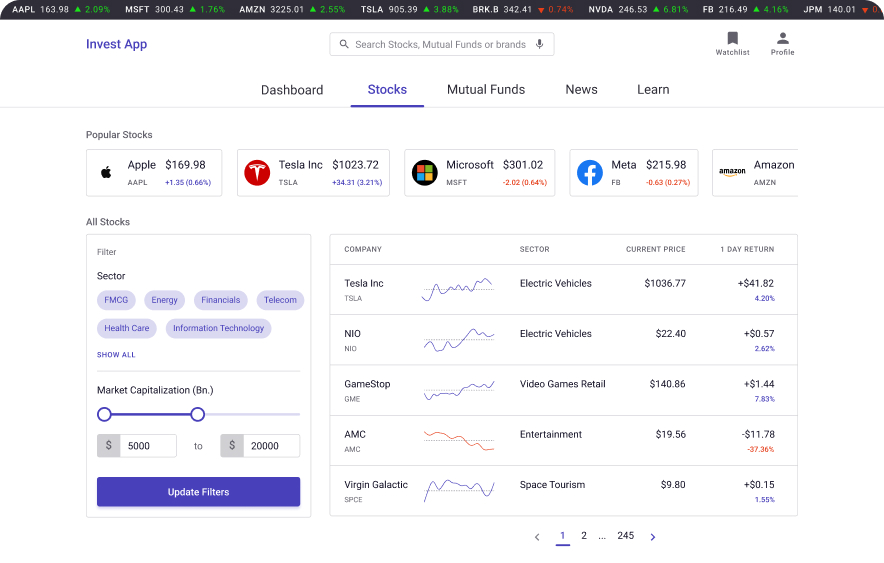 AAPL 163.98 ▲ 2.09% MSFT 300.43 ▲ 1.76% AMZN 3225.01 ▲ 2.55% TSLA 905.39 ▲ 3.88% BRK.B 342.41 ▼ 0.74% NVDA 246.53 ▲ 6.81% FB 216.49 ▲ 4.16% JPM 140.01 ▼
Invest App
Search Stocks, Mutual Funds or brands
Watchlist Profile
Dashboard Stocks Mutual Funds News Learn
Popular Stocks
Apple $169.98 Tesla Inc $1023.72 Microsoft $301.02 Meta $215.98 amazon Amazon
AAPL +1.35 (0.66%) TSLA +34.31 (3.21%) MSFT -2.02 (0.64%) FB -0.63 (0.27%) AMZN
All Stocks
Filter
Sector
FMCG Energy Financials Telecom
Health Care Information Technology
SHOW ALL
Market Capitalization (Bn.)
$ 5000 to $ 20000
Update Filters
COMPANY SECTOR CURRENT PRICE 1 DAY RETURN
Tesla Inc Electric Vehicles $1036.77 +$41.82
TSLA 4.20%
NIO Electric Vehicles $22.40 +$0.57
NIO 2.62%
GameStop Video Games Retail $140.86 +$1.44
GME 7.83%
AMC Entertainment $19.56 -$11.78
AMC -37.36%
Virgin Galactic Space Tourism $9.80 +$0.15
SPCE 1.55%
1 2 ... 245